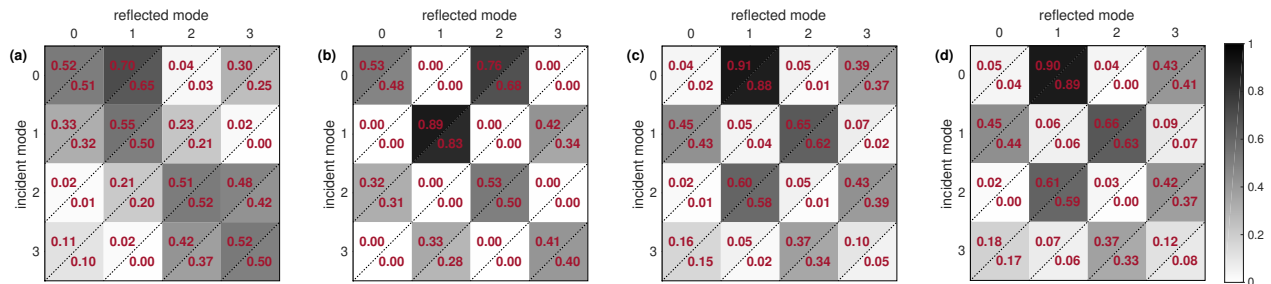 reflected mode
0 1 2 3
(a)
incident mode
0
0.52 0.70 0.04 0.30
0.51 0.65 0.03 0.25
1
0.33 0.55 0.23 0.02
0.32 0.50 0.21 0.00
2
0.02 0.21 0.51 0.48
0.01 0.20 0.52 0.42
3
0.11 0.02 0.42 0.52
0.10 0.00 0.37 0.50
reflected mode
0 1 2 3
(b)
incident mode
0
0.53 0.00 0.78 0.00
0.48 0.00 0.68 0.00
1
0.00 0.89 0.00 0.42
0.00 0.83 0.00 0.34
2
0.32 0.00 0.53 0.00
0.31 0.00 0.50 0.00
3
0.00 0.33 0.00 0.41
0.00 0.28 0.00 0.40
reflected mode
0 1 2 3
(c)
incident mode
0
0.04 0.91 0.05 0.39
0.02 0.88 0.01 0.37
1
0.45 0.05 0.65 0.07
0.43 0.04 0.62 0.02
2
0.02 0.60 0.05 0.43
0.01 0.58 0.01 0.39
3
0.16 0.05 0.37 0.10
0.15 0.02 0.34 0.05
reflected mode
0 1 2 3
(d)
incident mode
0
0.05 0.90 0.04 0.43
0.04 0.89 0.00 0.41
1
0.45 0.06 0.66 0.09
0.44 0.06 0.63 0.07
2
0.02 0.61 0.03 0.42
0.00 0.59 0.00 0.37
3
0.18 0.07 0.37 0.12
0.17 0.06 0.33 0.08
1
0.8
0.6
0.4
0.2
0